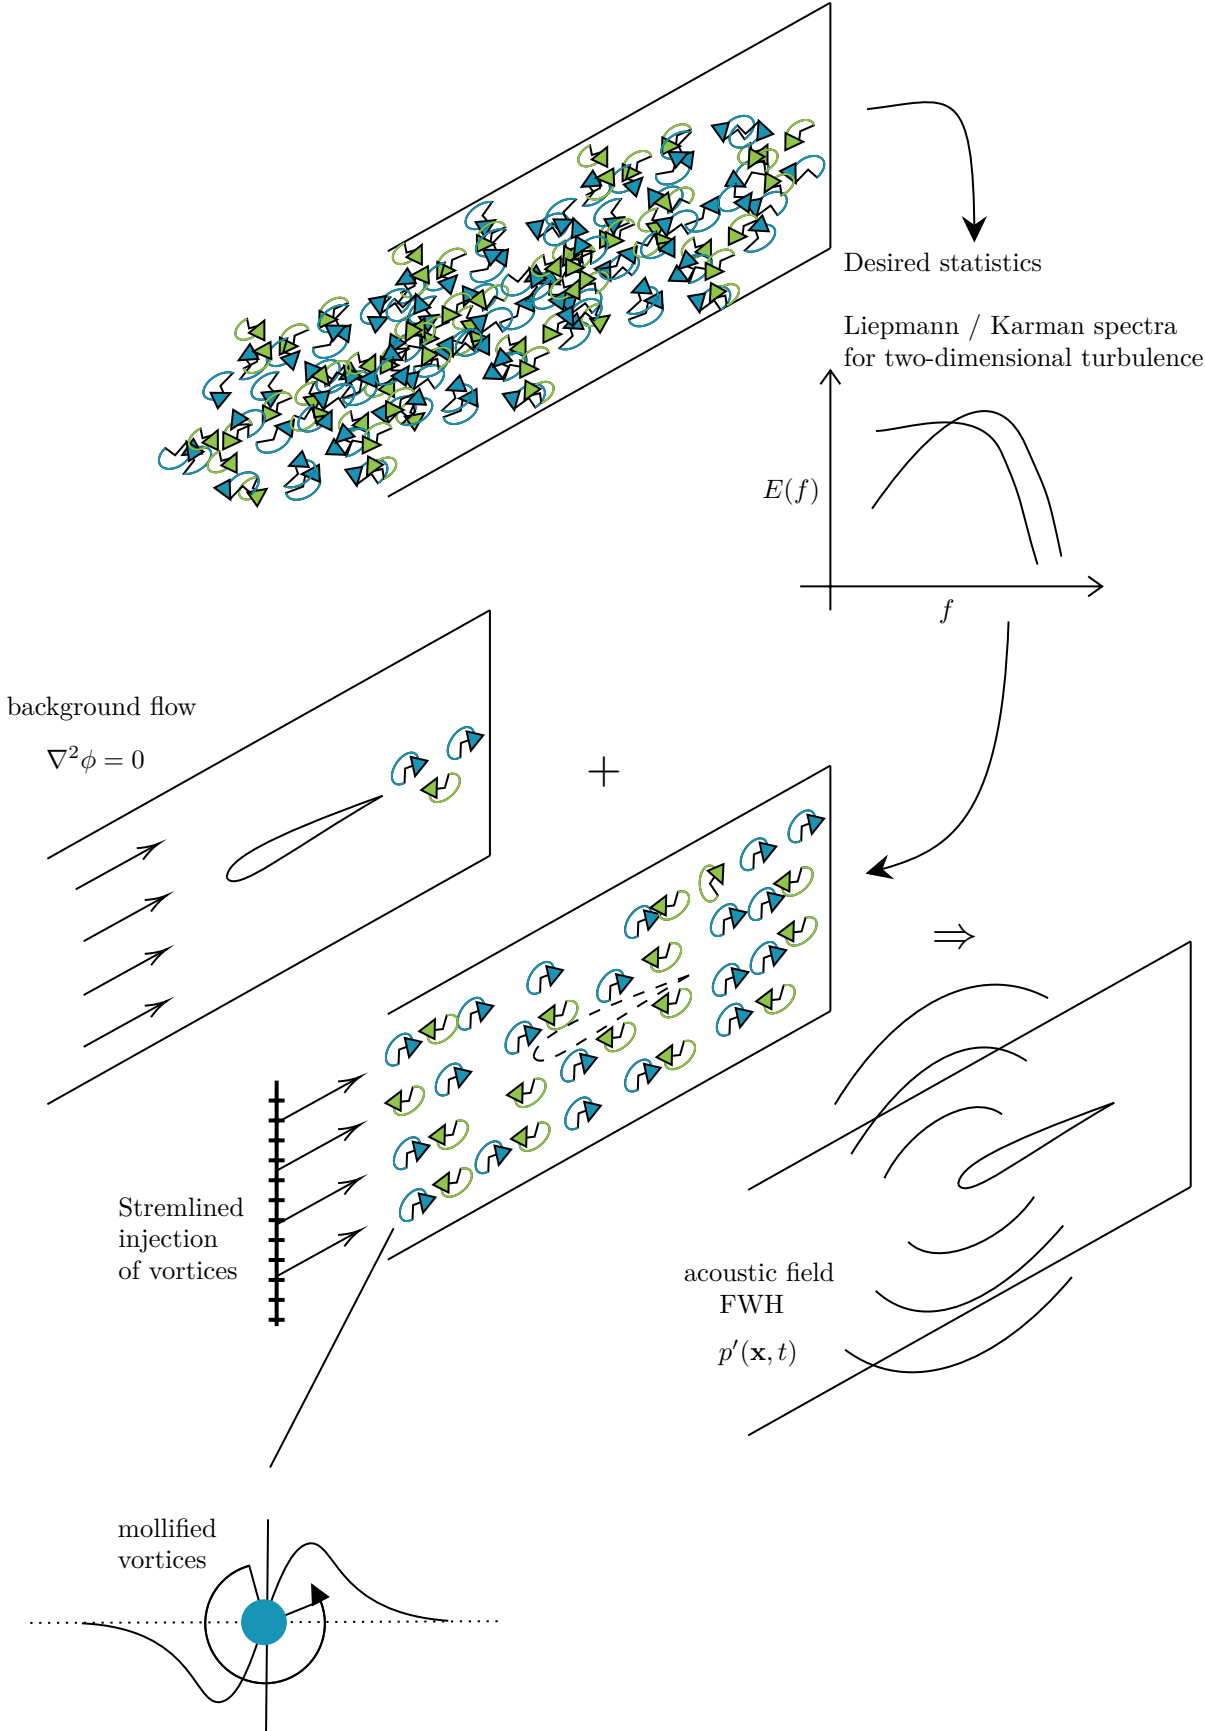 Desired statistics
Liepmann / Karman spectra
for two-dimensional turbulence
E(f)
f
background flow
∇²ϕ = 0
+
⇒
Stremlined
injection
of vortices
acoustic field
FWH
p′(𝐱, t)
mollified
vortices